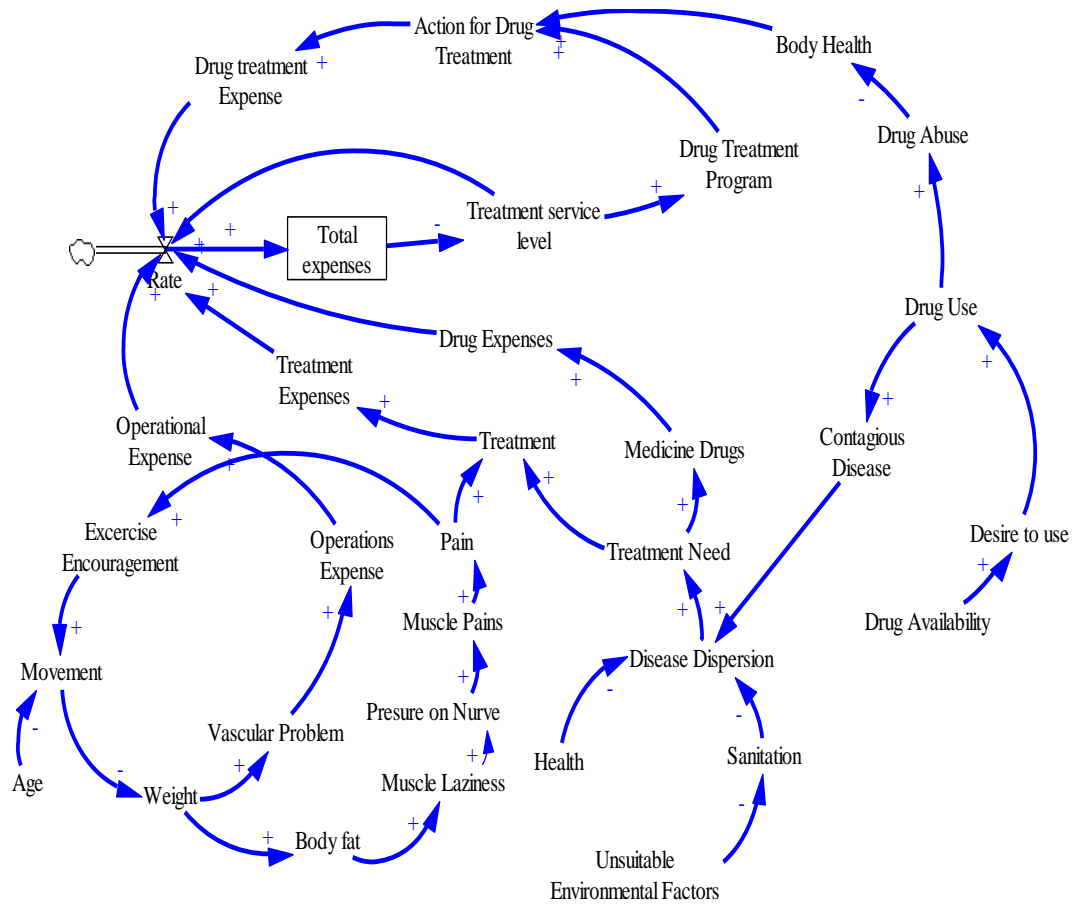 Action for Drug
Treatment
Body Health
Drug treatment
Expense
+
+
+
-
Drug Abuse
Drug Treatment
Program
+
+
+
Treatment service
level
+
-
Total
expenses
+
+
Rate
+
+
Drug Use
Drug Expenses
+
Treatment
Expenses
+
+
+
Operational
Expense
Treatment
Medicine Drugs
Contagious
Disease
+
+
+
+
+
Excercise
Encouragement
Operations
Expense
Pain
Treatment Need
Desire to use
+
+
+
+
+
Muscle Pains
Drug Availability
+
Movement
Disease Dispersion
+
-
-
Presure on Nurve
-
Vascular Problem
+
Health
Sanitation
-
+
Age
Muscle Laziness
Weight
-
+
+
Body fat
Unsuitable
Environmental Factors